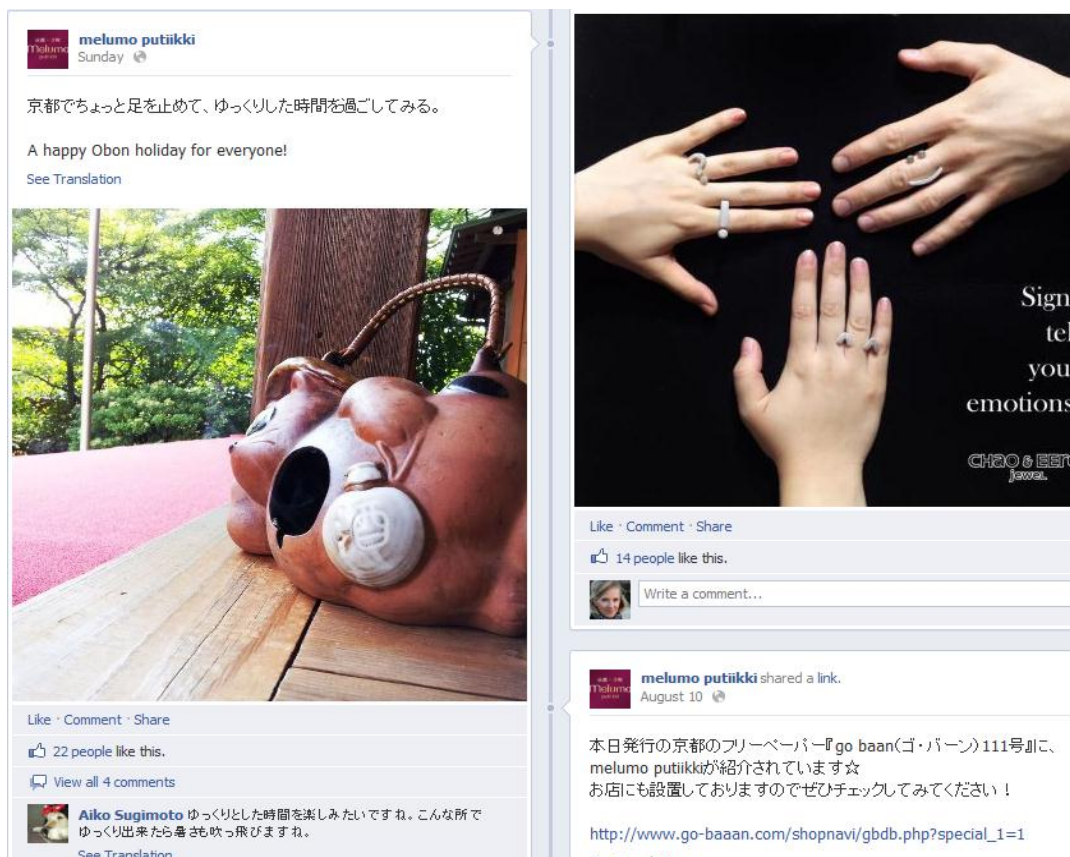 melumo putiikki
Sunday
京都でちょっと足を止めて、ゆっくりした時間を過ごしてみる。
A happy Obon holiday for everyone!
See Translation
Like · Comment · Share
22 people like this.
View all 4 comments
Aiko Sugimoto ゆっくりとした時間を楽しみたいですね。こんな所で
ゆっくり出来たら暑さも吹っ飛びますね。
See Translation
Sign
tel
you
emotions
CHAO & EERO
jewel
Like · Comment · Share
14 people like this.
Write a comment...
melumo putiikki shared a link.
August 10
本日発行の京都のフリーペーパー『go baan(ゴ・バーン)111号』に、
melumo putiikkiが紹介されています☆
お店にも設置しておりますのでぜひチェックしてみてください！
http://www.go-baaan.com/shopnavi/gbdb.php?special_1=1